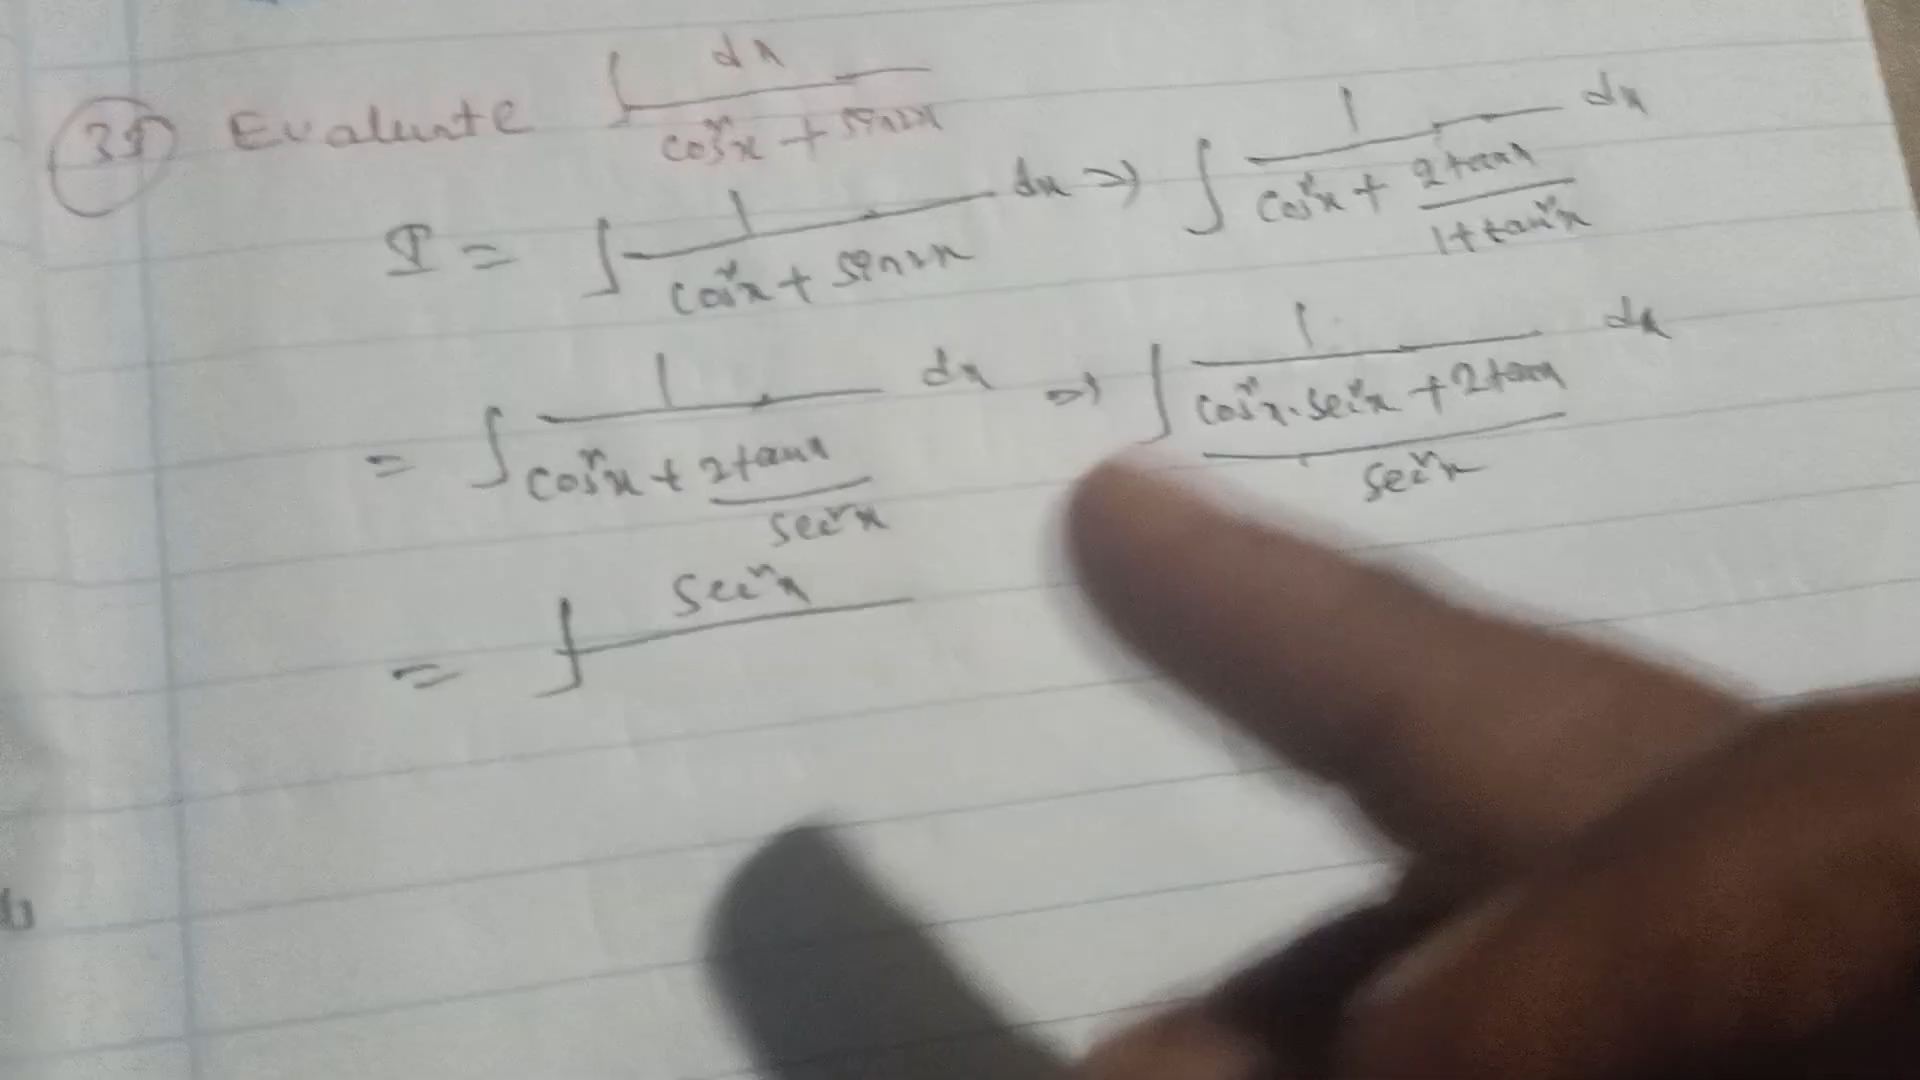 35 Evaluate ∫ dx / cos²x + sin2x
I = ∫ 1 / cos²x + sin2x dx ⇒ ∫ 1 / cos²x + 2tanx / 1+tan²x dx
= ∫ 1 / cos²x + 2tanx / sec²x dx ⇒ ∫ 1 / cos²x.sec²x + 2tanx / sec²x dx
= ∫ sec²x